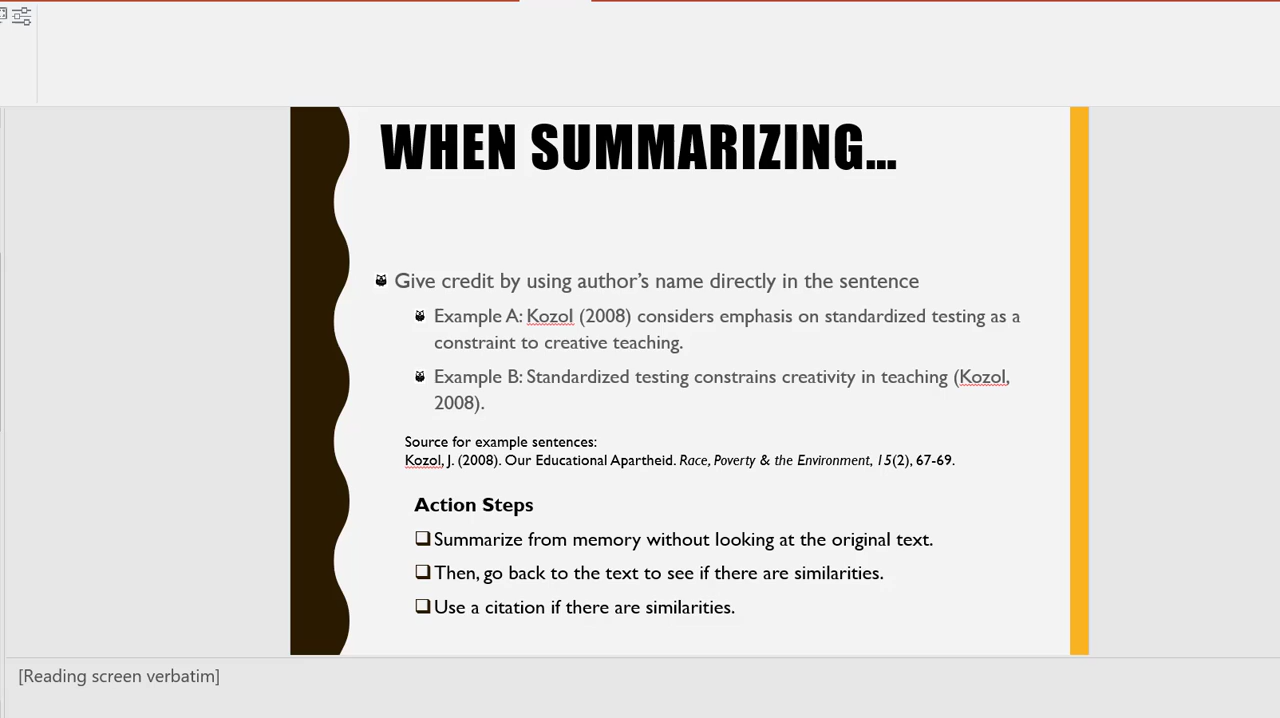 WHEN SUMMARIZING...
Give credit by using author's name directly in the sentence
Example A: Kozol (2008) considers emphasis on standardized testing as a
constraint to creative teaching.
Example B: Standardized testing constrains creativity in teaching (Kozol,
2008).
Source for example sentences:
Kozol, J. (2008). Our Educational Apartheid. Race, Poverty & the Environment, 15(2), 67-69.
Action Steps
Summarize from memory without looking at the original text.
Then, go back to the text to see if there are similarities.
Use a citation if there are similarities.
[Reading screen verbatim]